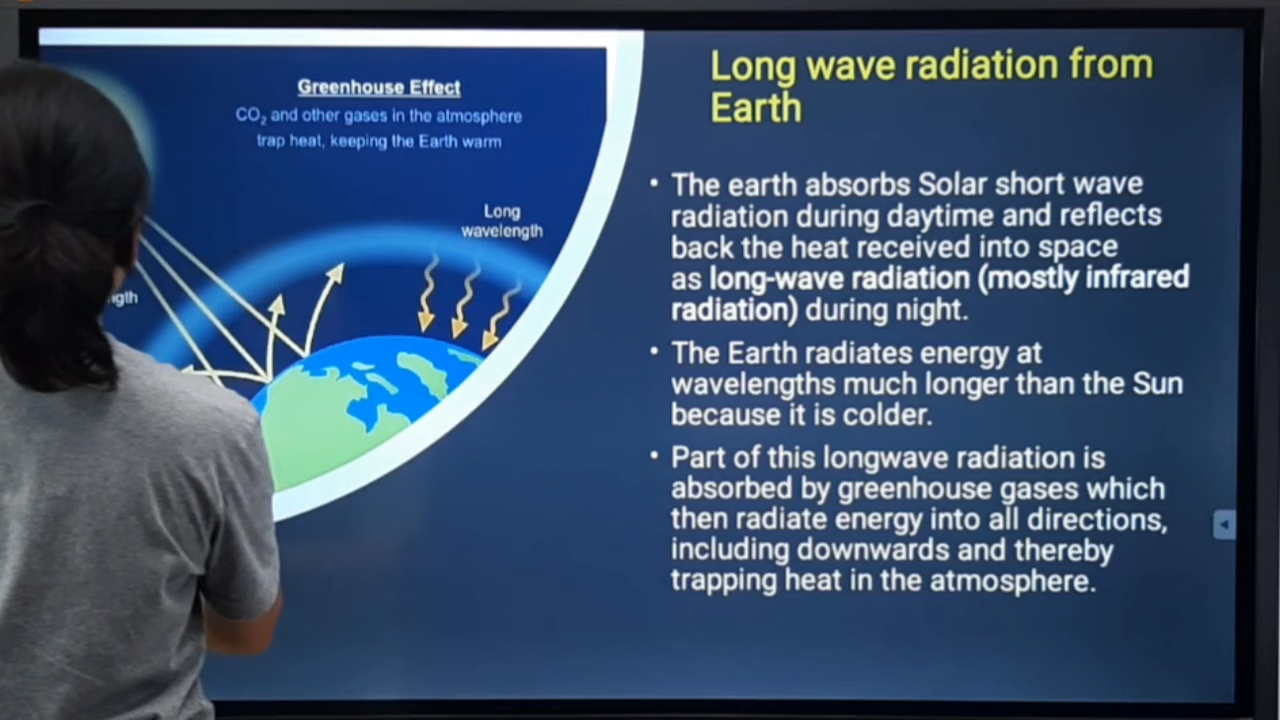 Greenhouse Effect
CO₂ and other gases in the atmosphere
trap heat, keeping the Earth warm
Long
wavelength
Long wave radiation from
Earth
• The earth absorbs Solar short wave
radiation during daytime and reflects
back the heat received into space
as long-wave radiation (mostly infrared
radiation) during night.
• The Earth radiates energy at
wavelengths much longer than the Sun
because it is colder.
• Part of this longwave radiation is
absorbed by greenhouse gases which
then radiate energy into all directions,
including downwards and thereby
trapping heat in the atmosphere.